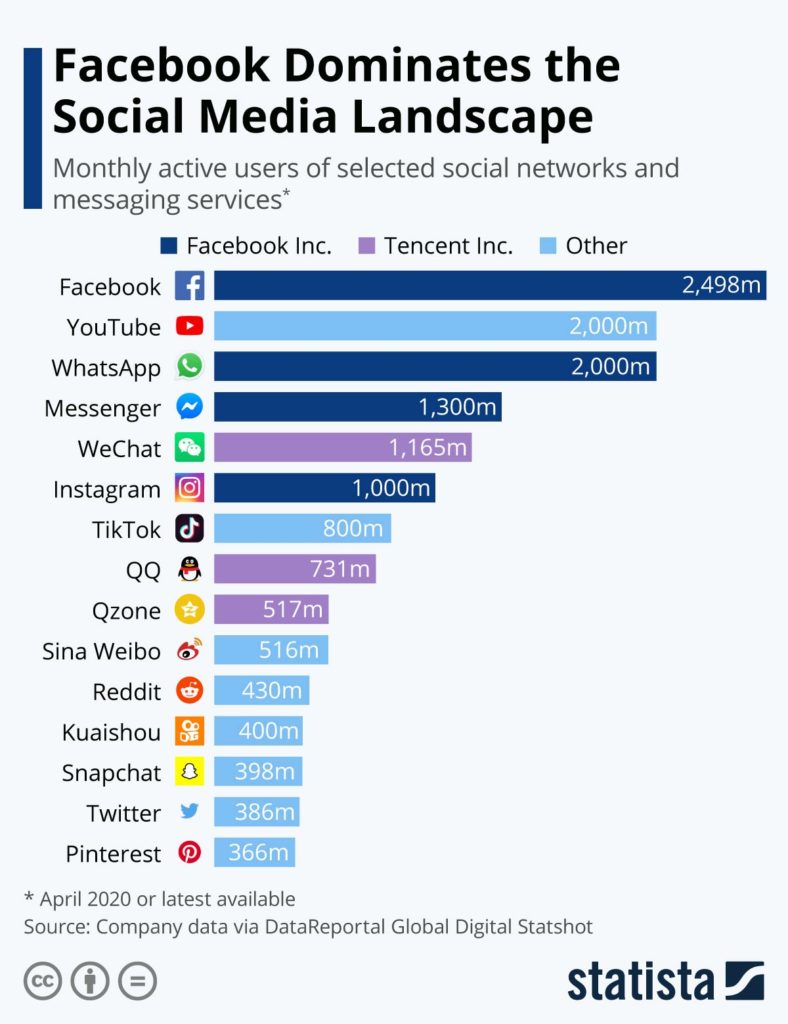 Facebook Dominates the
Social Media Landscape
Monthly active users of selected social networks and
messaging services*
Facebook Inc. Tencent Inc. Other
Facebook 2,498m
YouTube 2,000m
WhatsApp 2,000m
Messenger 1,300m
WeChat 1,165m
Instagram 1,000m
TikTok 800m
QQ 731m
Qzone 517m
Sina Weibo 516m
Reddit 430m
Kuaishou 400m
Snapchat 398m
Twitter 386m
Pinterest 366m
* April 2020 or latest available
Source: Company data via DataReportal Global Digital Statshot
cc statista